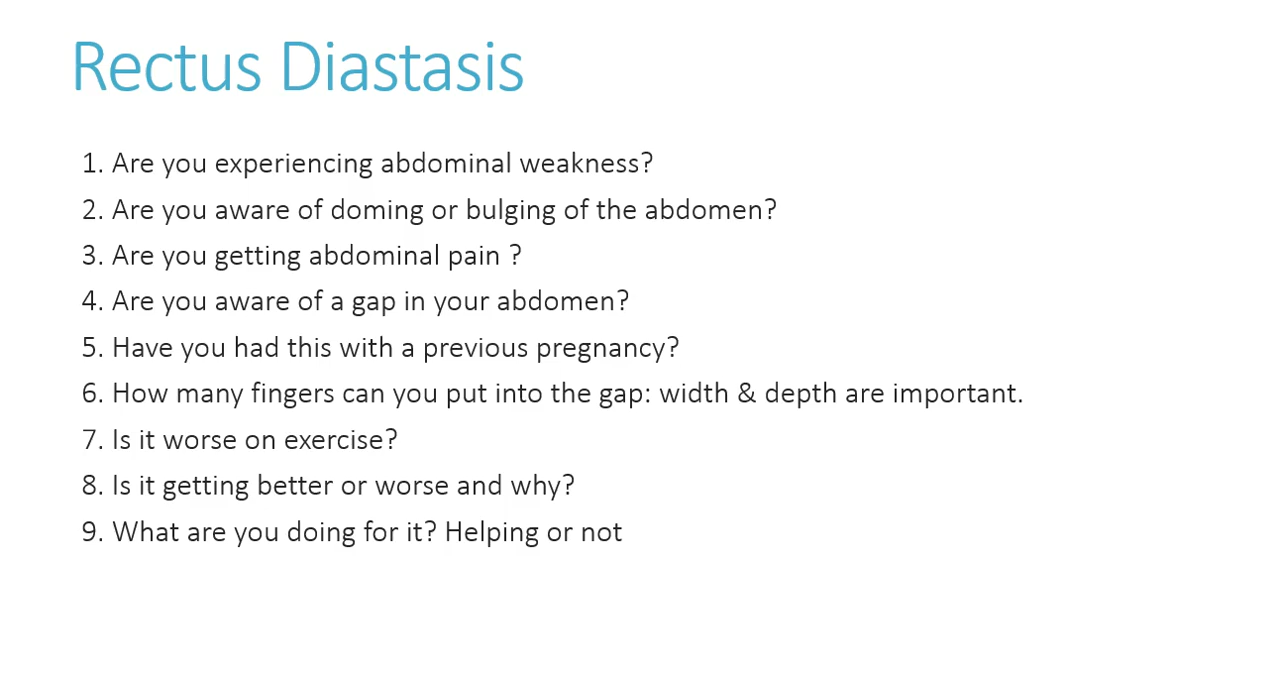 Rectus Diastasis
1. Are you experiencing abdominal weakness?
2. Are you aware of doming or bulging of the abdomen?
3. Are you getting abdominal pain ?
4. Are you aware of a gap in your abdomen?
5. Have you had this with a previous pregnancy?
6. How many fingers can you put into the gap: width & depth are important.
7. Is it worse on exercise?
8. Is it getting better or worse and why?
9. What are you doing for it? Helping or not